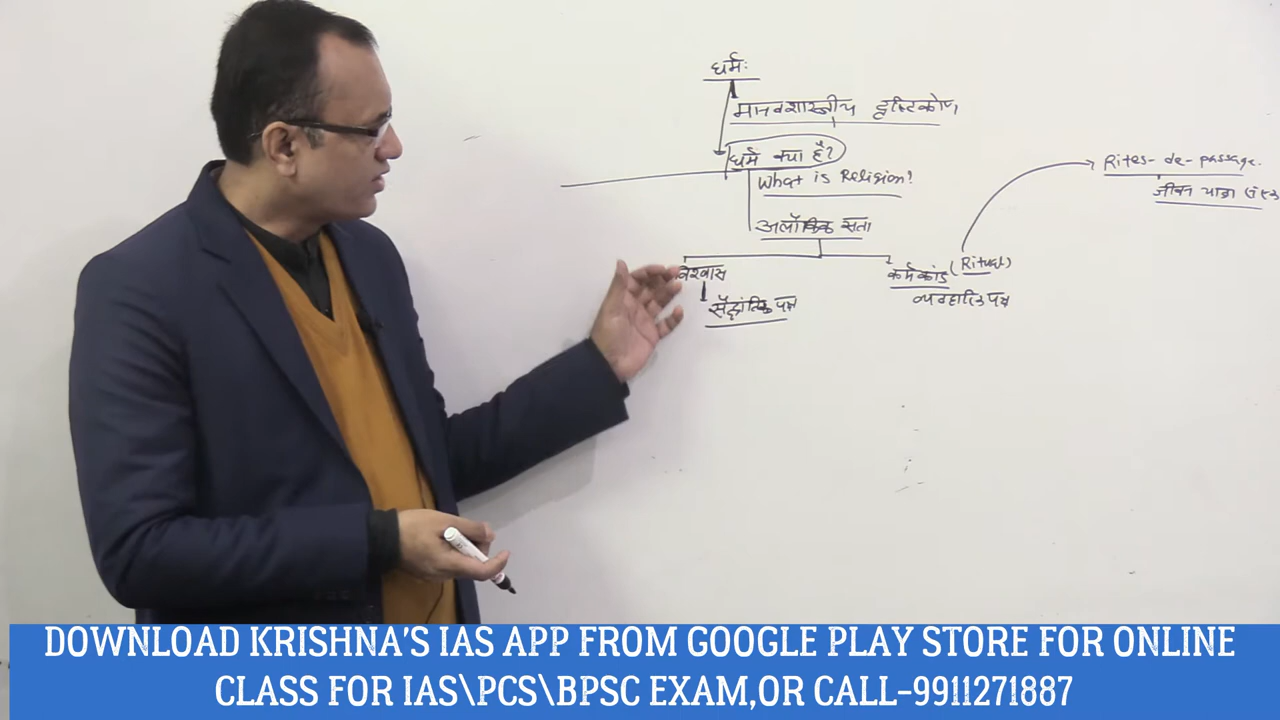 धर्म:
मानवशास्त्रीय दृष्टिकोण
धर्म क्या है?
What is Religion?
Rites-de-passage.
जीवन यात्रा
अलौकिक सत्ता
विश्वास
कर्मकांड (Ritual)
सैद्धांतिक पक्ष
व्यवहारिक पक्ष
DOWNLOAD KRISHNA'S IAS APP FROM GOOGLE PLAY STORE FOR ONLINE
CLASS FOR IAS\PCS\BPSC EXAM,OR CALL-9911271887